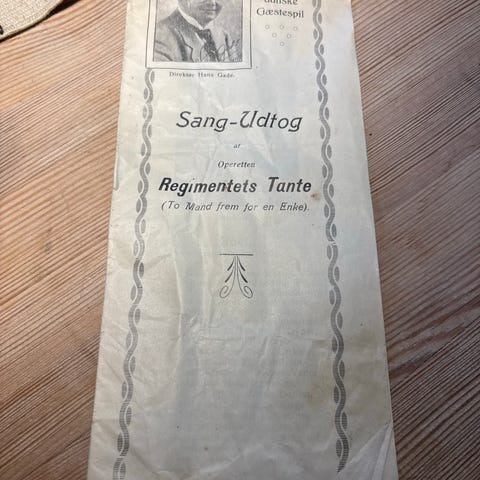 danske
Gæstespil
Direktør Hans Gade.
Sang-Udtog
af
Operetten
Regimentets Tante
(To Mand frem for en Enke).